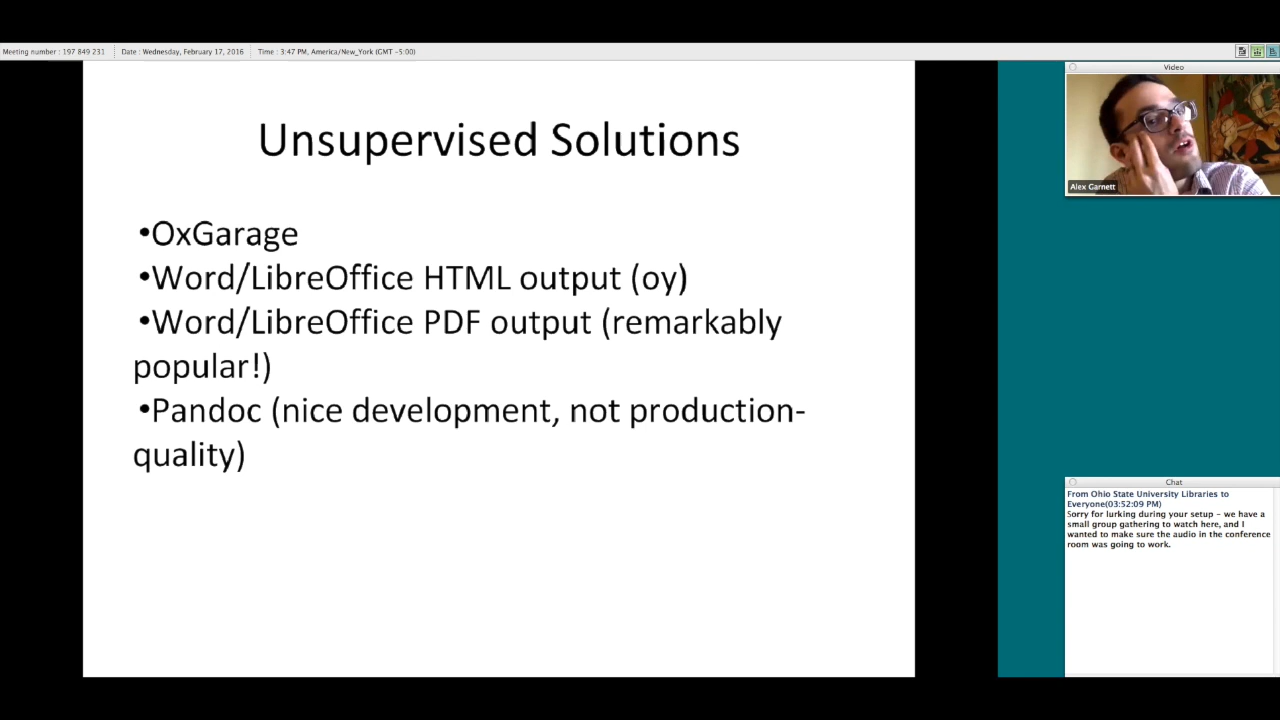 Meeting number : 197 849 231
Date : Wednesday, February 17, 2016
Time : 3:47 PM, America/New_York (GMT -5:00)
Unsupervised Solutions
•OxGarage
•Word/LibreOffice HTML output (oy)
•Word/LibreOffice PDF output (remarkably
popular!)
•Pandoc (nice development, not production-
quality)
Video
Alex Garnett
Chat
From Ohio State University Libraries to
Everyone(03:52:09 PM)
Sorry for lurking during your setup - we have a
small group gathering to watch here, and I
wanted to make sure the audio in the conference
room was going to work.